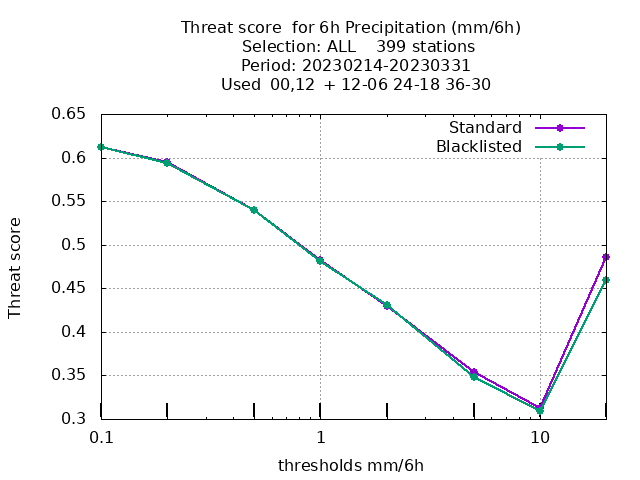 Threat score  for 6h Precipitation (mm/6h)
Selection: ALL    399 stations
Period: 20230214-20230331
Used  00,12  + 12-06 24-18 36-30
Standard
Blacklisted
Threat score
0.65
0.6
0.55
0.5
0.45
0.4
0.35
0.3
0.1
1
10
thresholds mm/6h